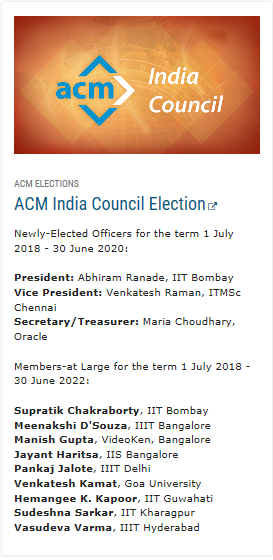 acm India
Council
ACM ELECTIONS
ACM India Council Election
Newly-Elected Officers for the term 1 July
2018 - 30 June 2020:
President: Abhiram Ranade, IIT Bombay
Vice President: Venkatesh Raman, ITMSc
Chennai
Secretary/Treasurer: Maria Choudhary,
Oracle
Members-at Large for the term 1 July 2018 -
30 June 2022:
Supratik Chakraborty, IIT Bombay
Meenakshi D'Souza, IIIT Bangalore
Manish Gupta, VideoKen, Bangalore
Jayant Haritsa, IIS Bangalore
Pankaj Jalote, IIIT Delhi
Venkatesh Kamat, Goa University
Hemangee K. Kapoor, IIT Guwahati
Sudeshna Sarkar, IIT Kharagpur
Vasudeva Varma, IIIT Hyderabad